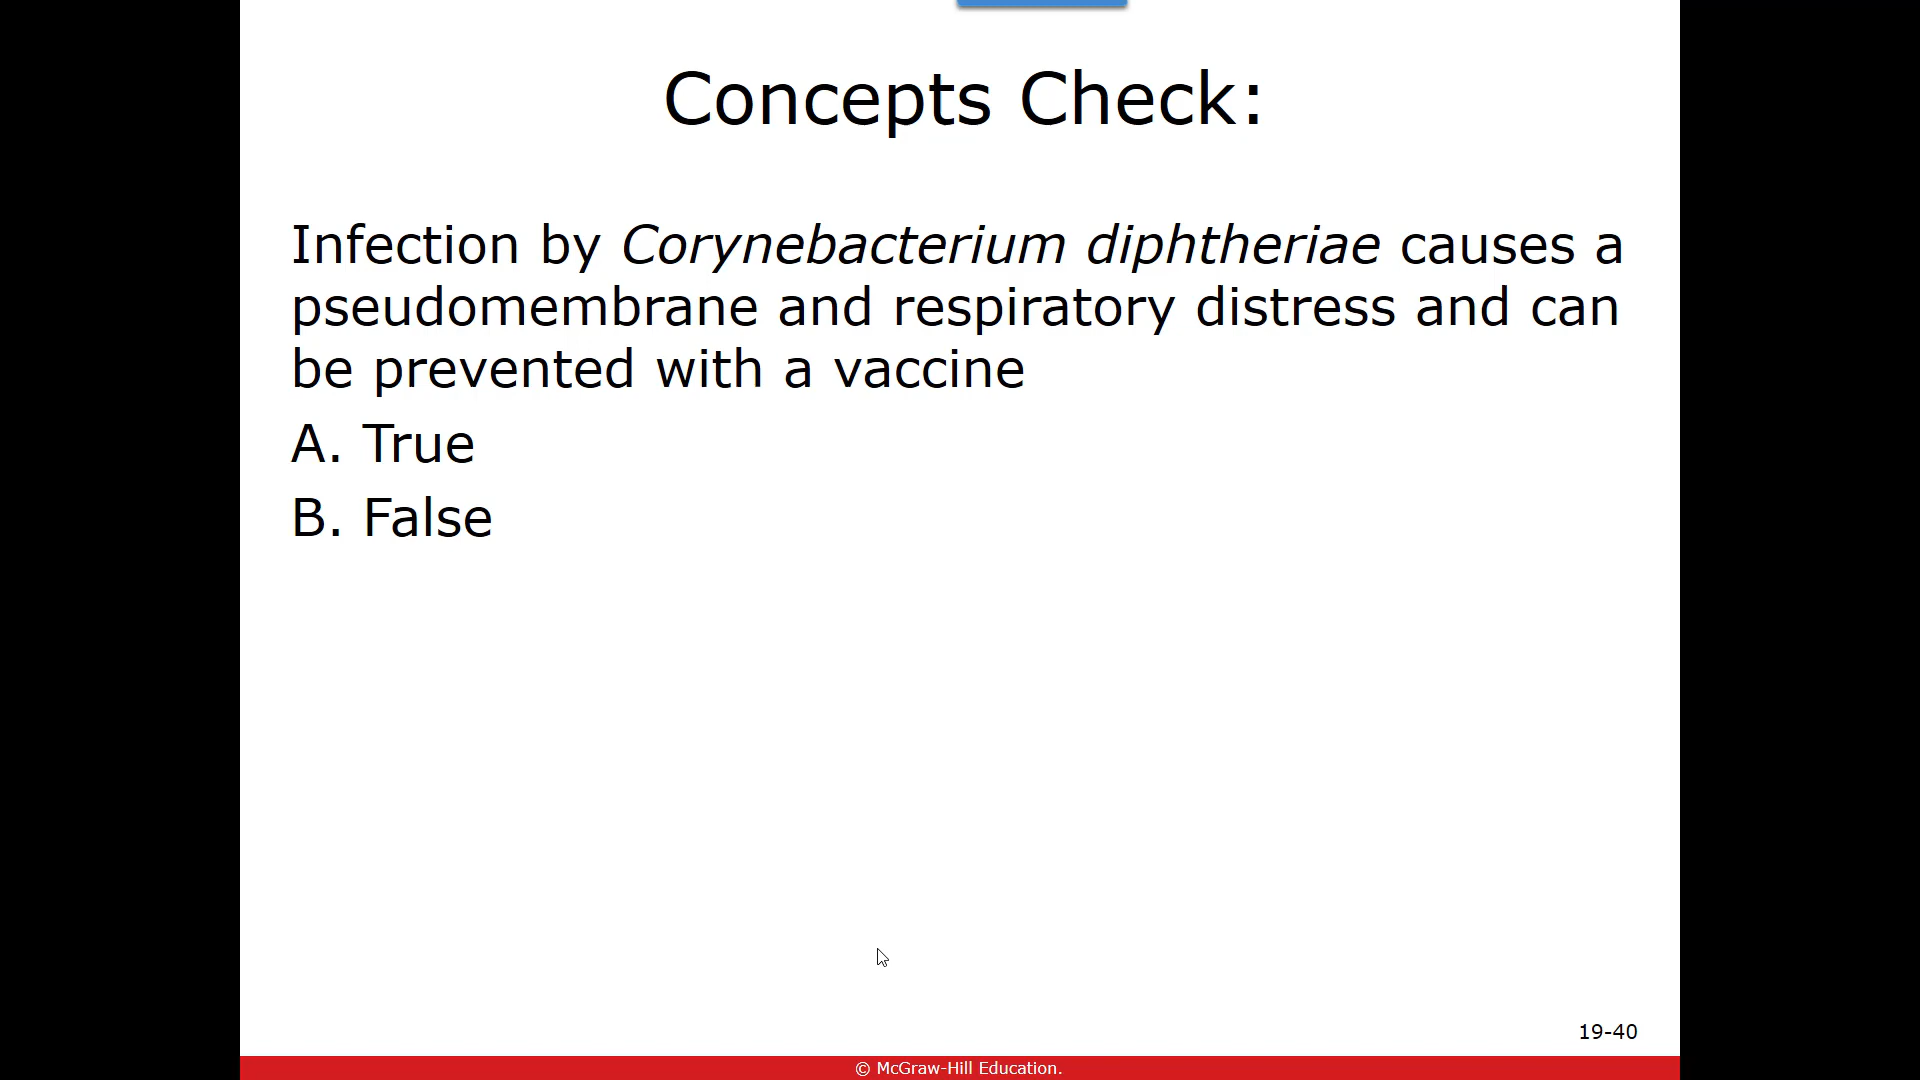 Concepts Check:
Infection by Corynebacterium diphtheriae causes a
pseudomembrane and respiratory distress and can
be prevented with a vaccine
A. True
B. False
19-40
© McGraw-Hill Education.